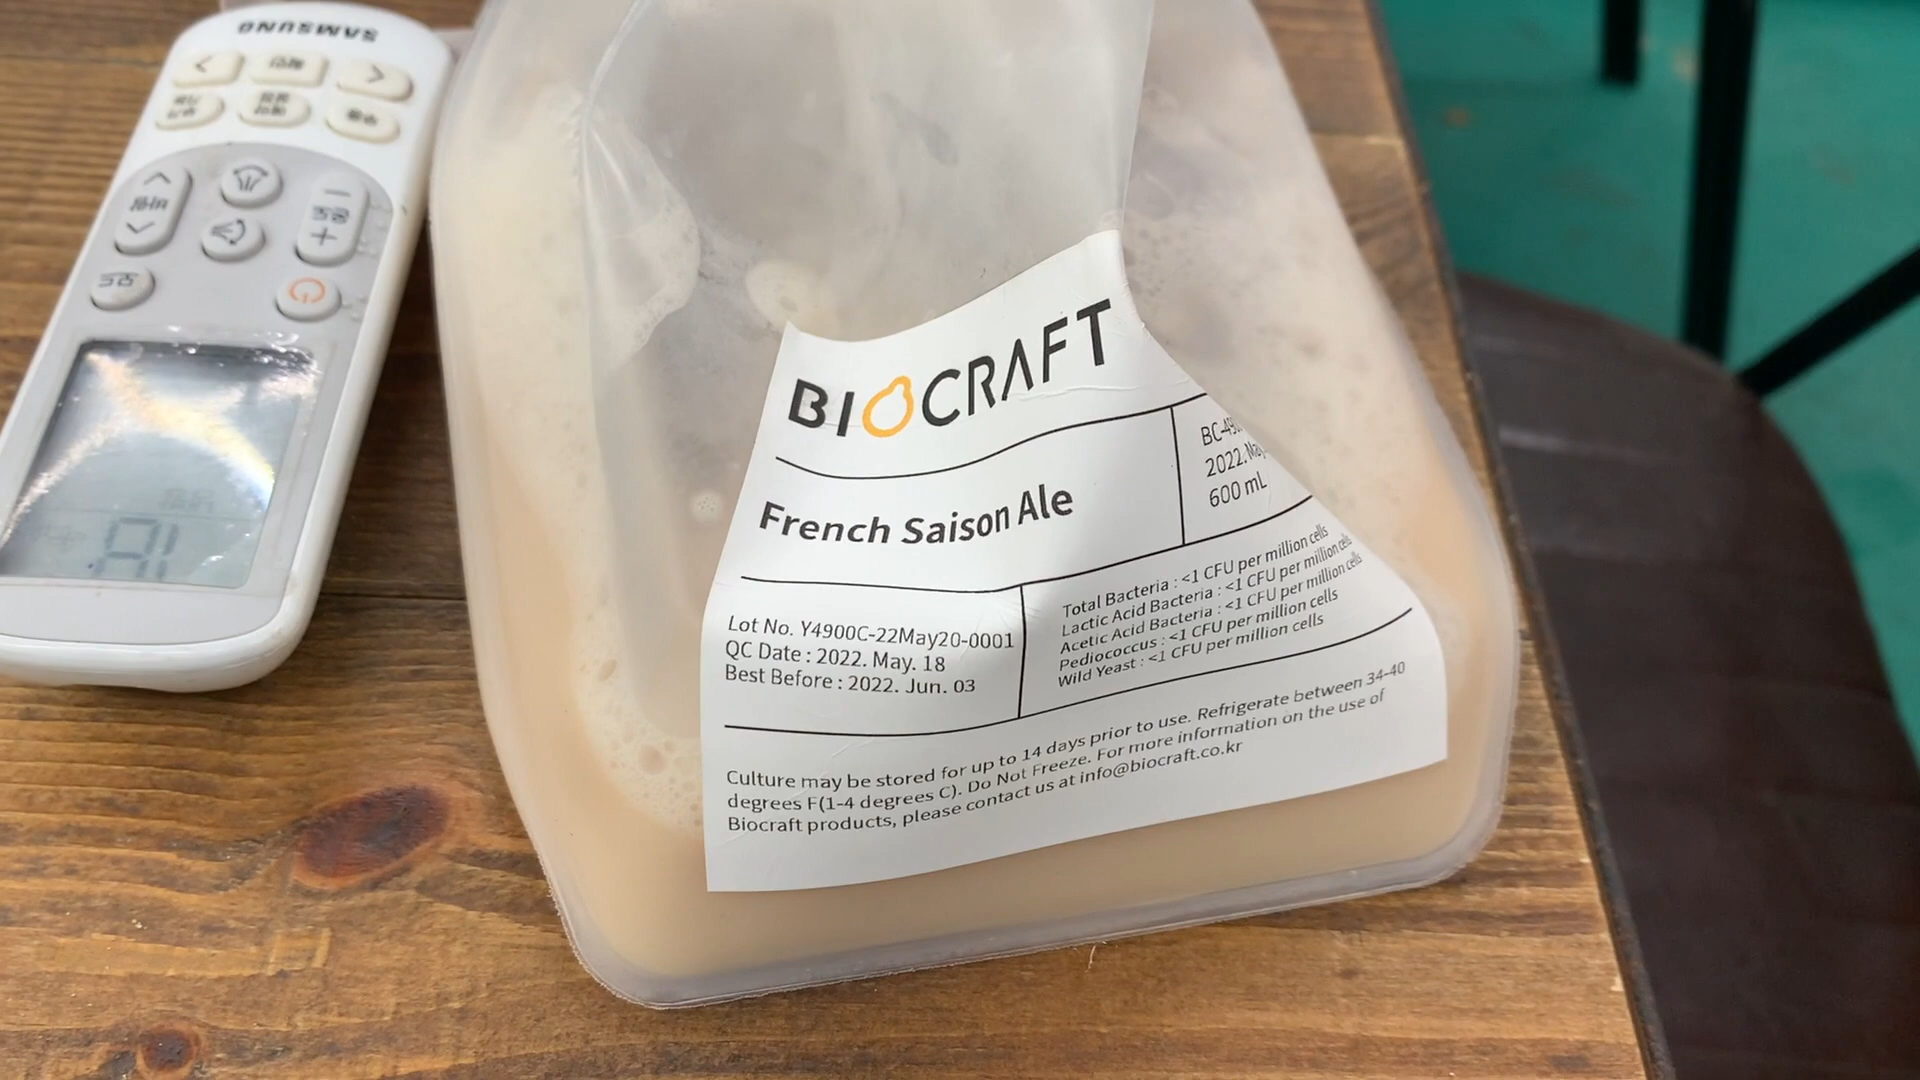 SAMSUNG
BIOCRAFT
French Saison Ale
BC-49
2022. May
600 mL
Lot No. Y4900C-22May20-0001
QC Date : 2022. May. 18
Best Before : 2022. Jun. 03
Total Bacteria : <1 CFU per million cells
Lactic Acid Bacteria : <1 CFU per million cells
Acetic Acid Bacteria : <1 CFU per million cells
Pediococcus : <1 CFU per million cells
Wild Yeast : <1 CFU per million cells
Culture may be stored for up to 14 days prior to use. Refrigerate between 34-40
degrees F(1-4 degrees C). Do Not Freeze. For more information on the use of
Biocraft products, please contact us at info@biocraft.co.kr